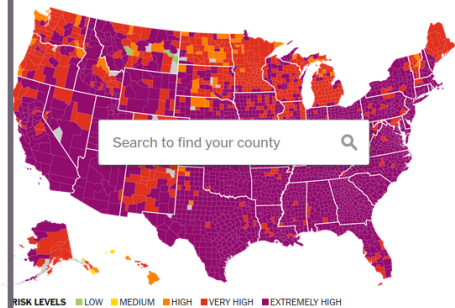 Search to find your county
RISK LEVELS LOW MEDIUM HIGH VERY HIGH EXTREMELY HIGH